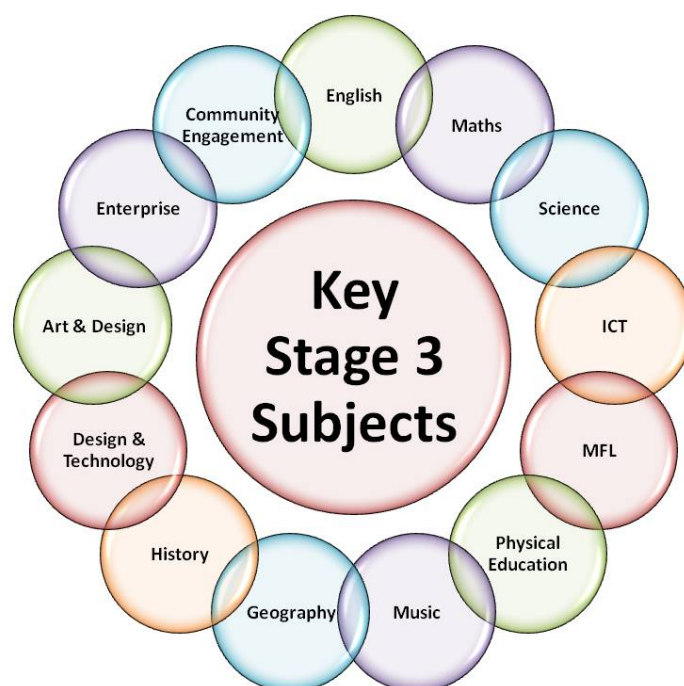 Key
Stage 3
Subjects
English
Maths
Science
ICT
MFL
Physical
Education
Music
Geography
History
Design &
Technology
Art & Design
Enterprise
Community
Engagement